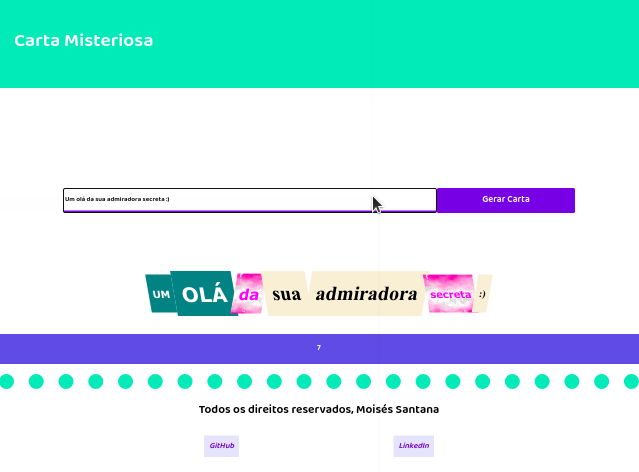 Carta Misteriosa
Um olá da sua admiradora secreta :)
Gerar Carta
UM OLÁ da sua admiradora secreta :)
7
Todos os direitos reservados, Moisés Santana
GitHub
LinkedIn